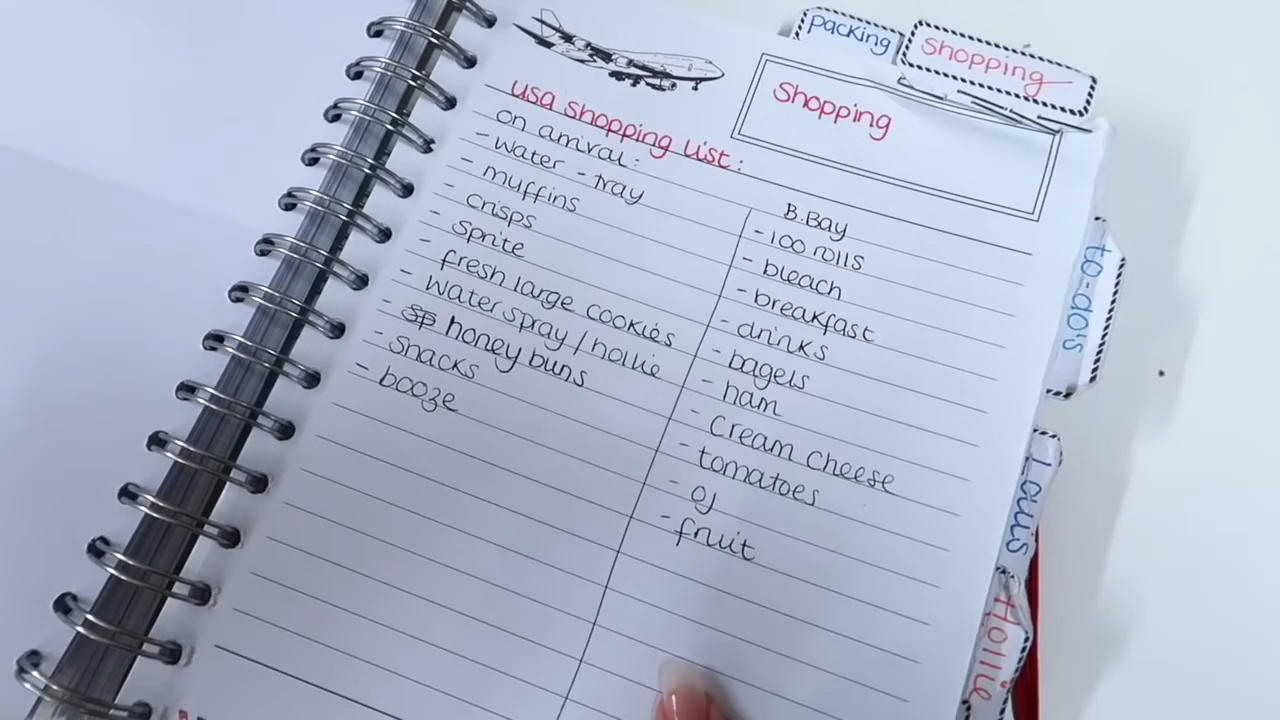 packing
shopping
Shopping
usa shopping list:
on arrival:
- water - tray
- muffins
- crisps
- sprite
- fresh large cookies
- water spray / hollie
- honey buns
- snacks
- booze
B.Bay
- 100 rolls
- bleach
- breakfast
- drinks
- bagels
- ham
- cream cheese
- tomatoes
- oj
- fruit
to-do's
Louis
Hollie